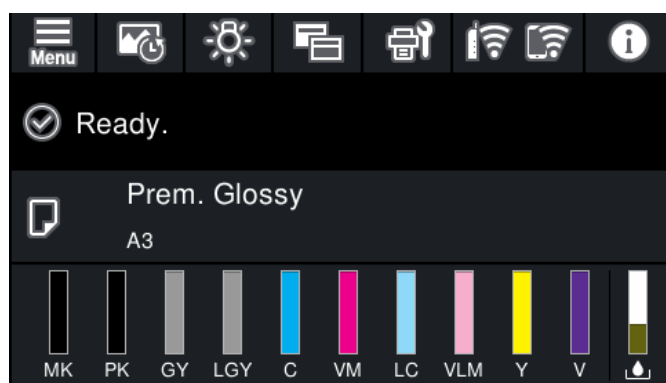 Menu
Ready.
Prem. Glossy
A3
MK PK GY LGY C VM LC VLM Y V